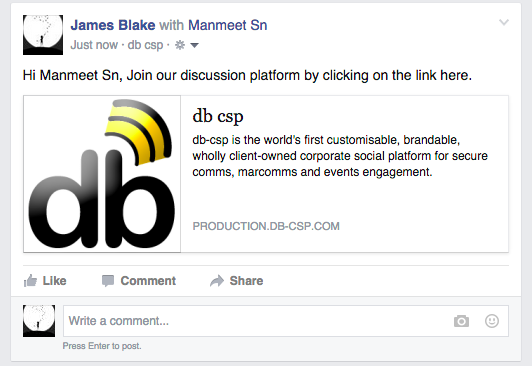 James Blake with Manmeet Sn
Just now · db csp ·
Hi Manmeet Sn, Join our discussion platform by clicking on the link here.
db
db csp
db-csp is the world's first customisable, brandable,
wholly client-owned corporate social platform for secure
comms, marcomms and events engagement.
PRODUCTION.DB-CSP.COM
Like Comment Share
Write a comment...
Press Enter to post.